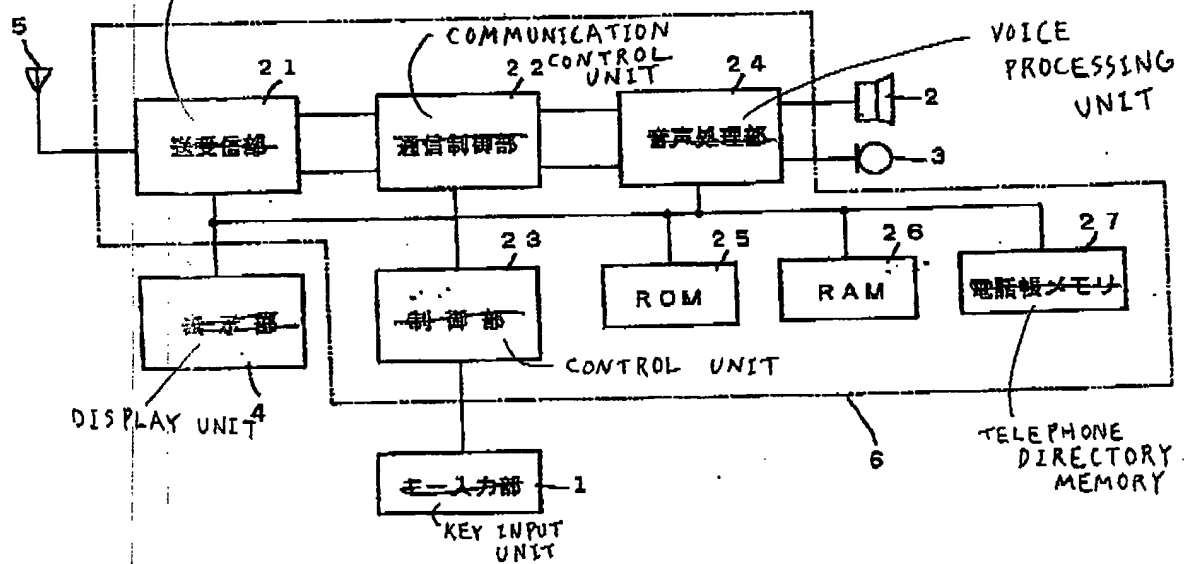 5
COMMUNICATION
CONTROL
UNIT
VOICE
PROCESSING
UNIT
21
22
24
2
3
送受信部
通信制御部
音声処理部
23
25
26
27
表示部
制御部
ROM
RAM
電話帳メモリ
CONTROL UNIT
DISPLAY UNIT
4
6
TELEPHONE
DIRECTORY
MEMORY
キー入力部
1
KEY INPUT
UNIT